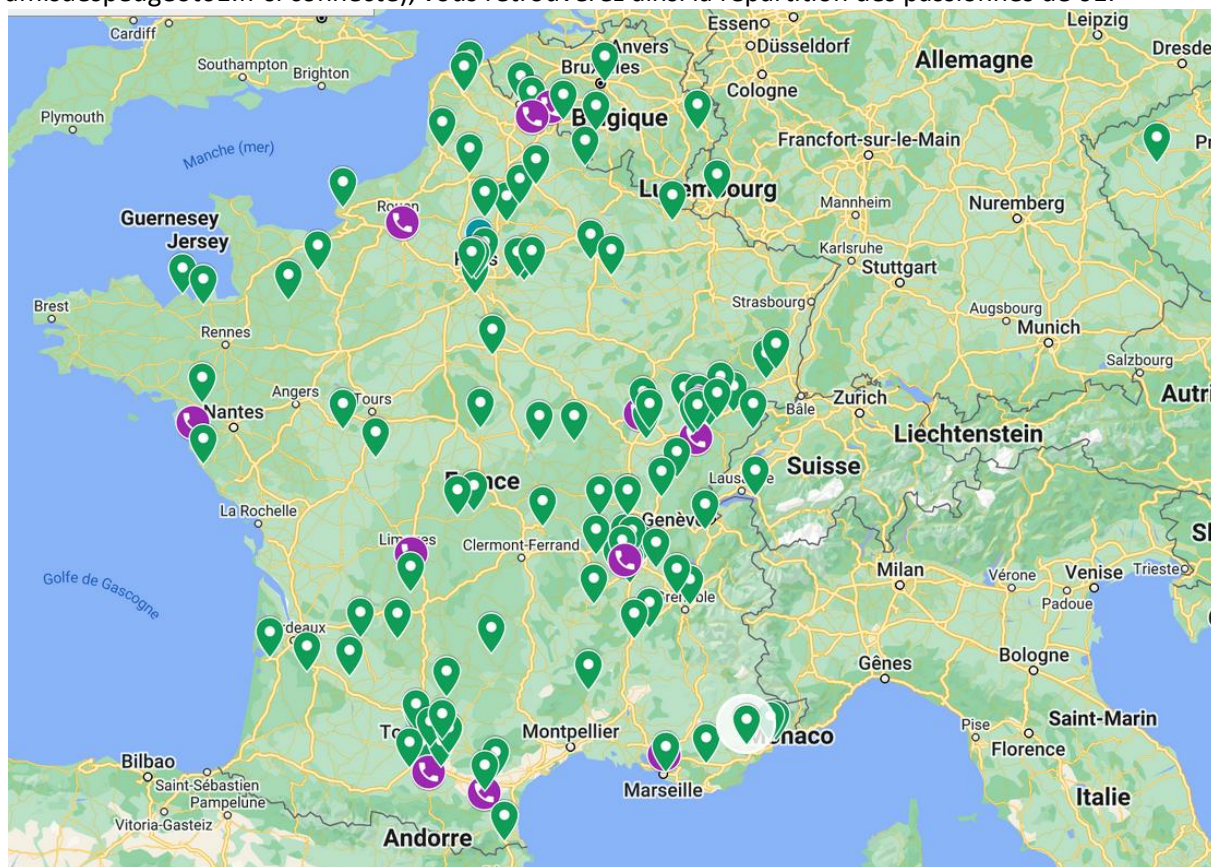 Cardiff
Essen
Düsseldorf
Leipzig
Southampton
Brighton
Anvers
Dresde
Allemagne
Cologne
Plymouth
Belgique
Manche (mer)
Francfort-sur-le-Main
Luxembourg
Guernesey
Jersey
Mannheim
Nuremberg
Karlsruhe
Stuttgart
Brest
Rennes
Strasbourg
Augsbourg
Munich
Salzbourg
Angers
Tours
Nantes
Bâle
Zurich
Autri
Liechtenstein
Suisse
La Rochelle
Genève
Clermont-Ferrand
Golfe de Gascogne
Milan
Vérone
Venise
Trieste
Padoue
Gênes
Bologne
Montpellier
Pise
Saint-Marin
Florence
Bilbao
Saint-Sébastien
Pampelune
Vitoria-Gasteiz
Marseille
Italie
Andorre